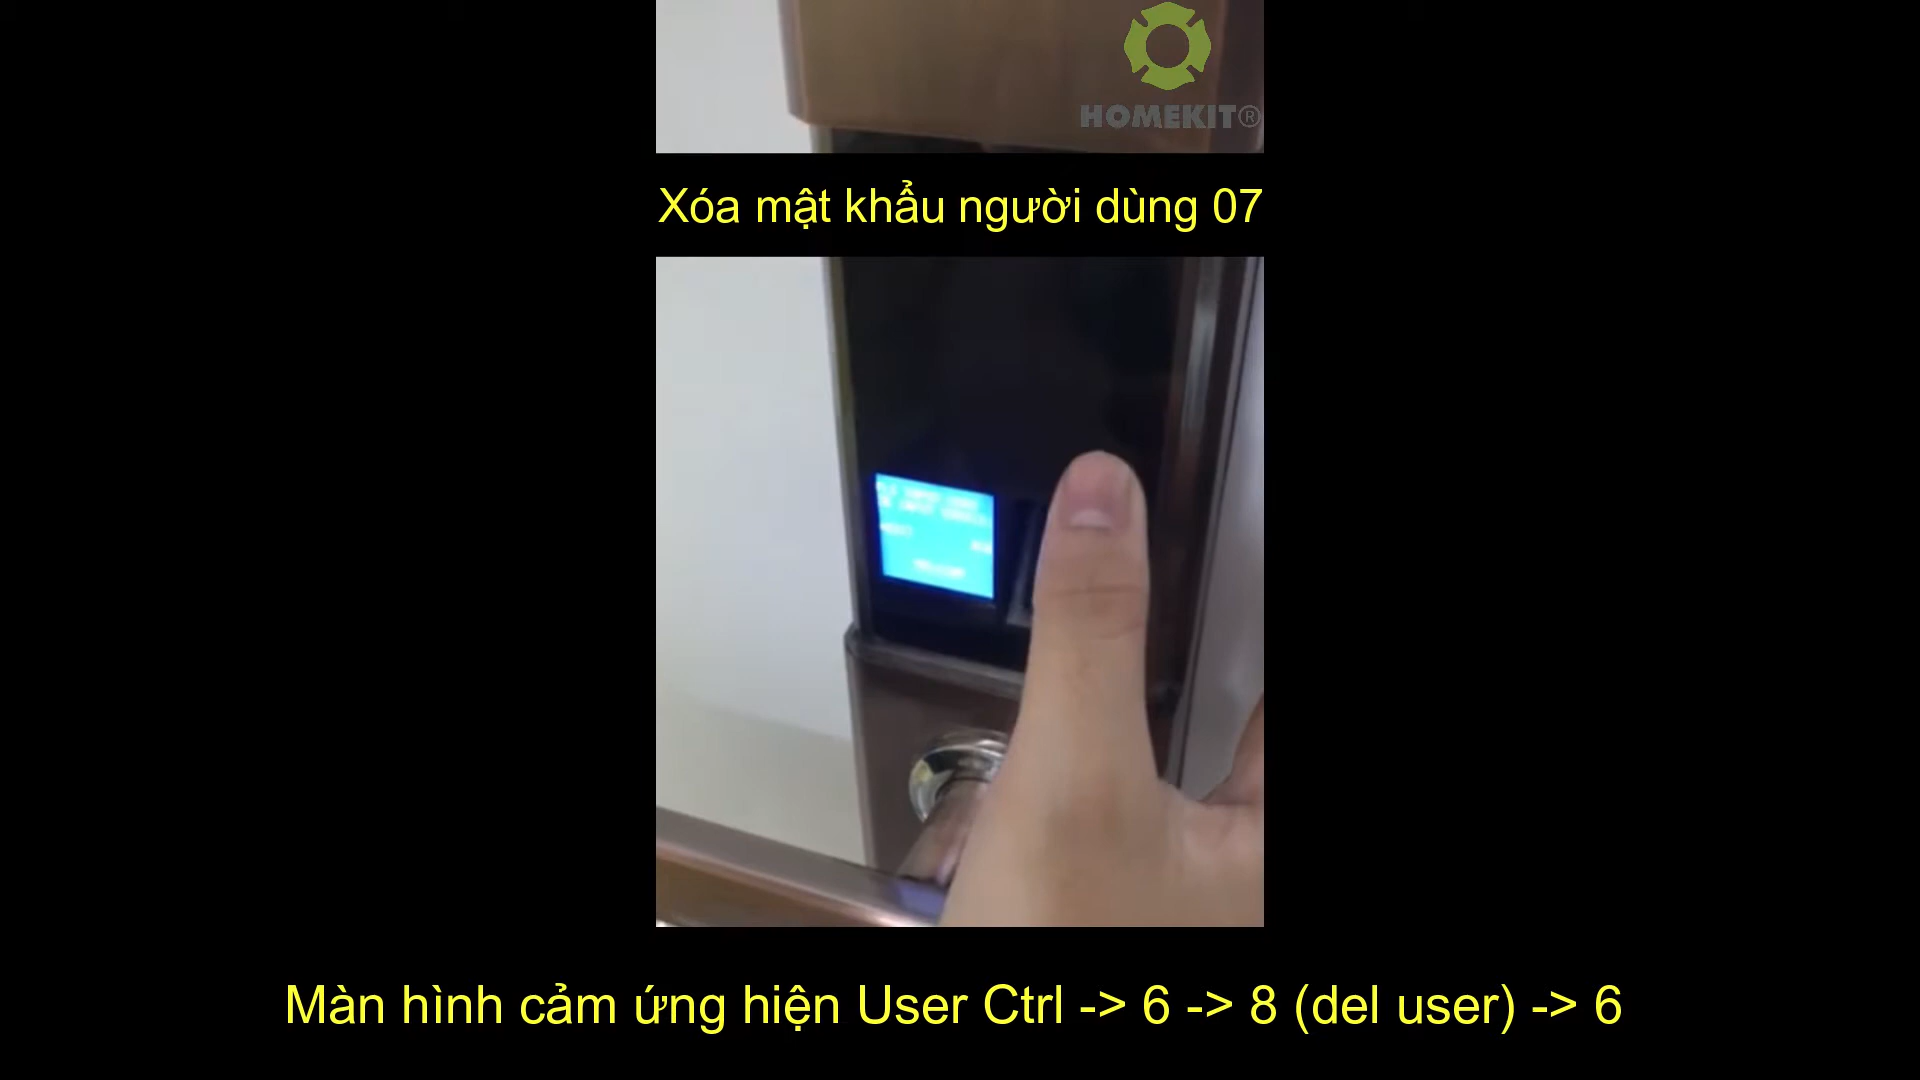 HOMEKIT®
Xóa mật khẩu người dùng 07
Màn hình cảm ứng hiện User Ctrl -> 6 -> 8 (del user) -> 6